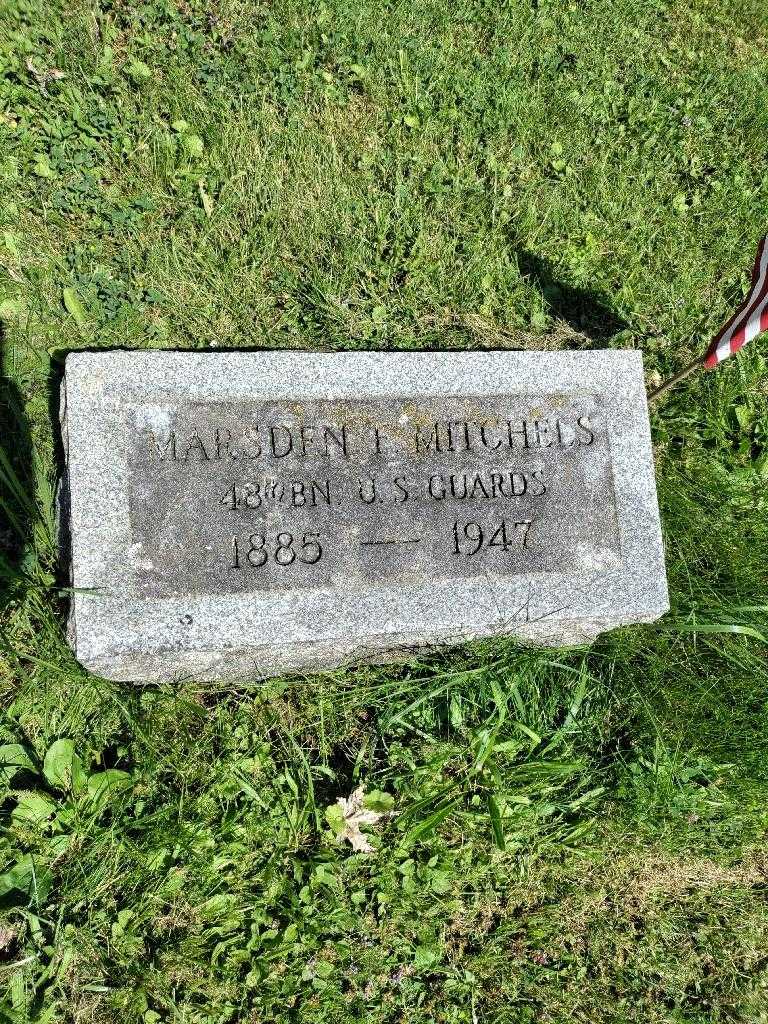 MARSDEN F. MITCHELS
48TH BN. U.S. GUARDS
1885 — 1947